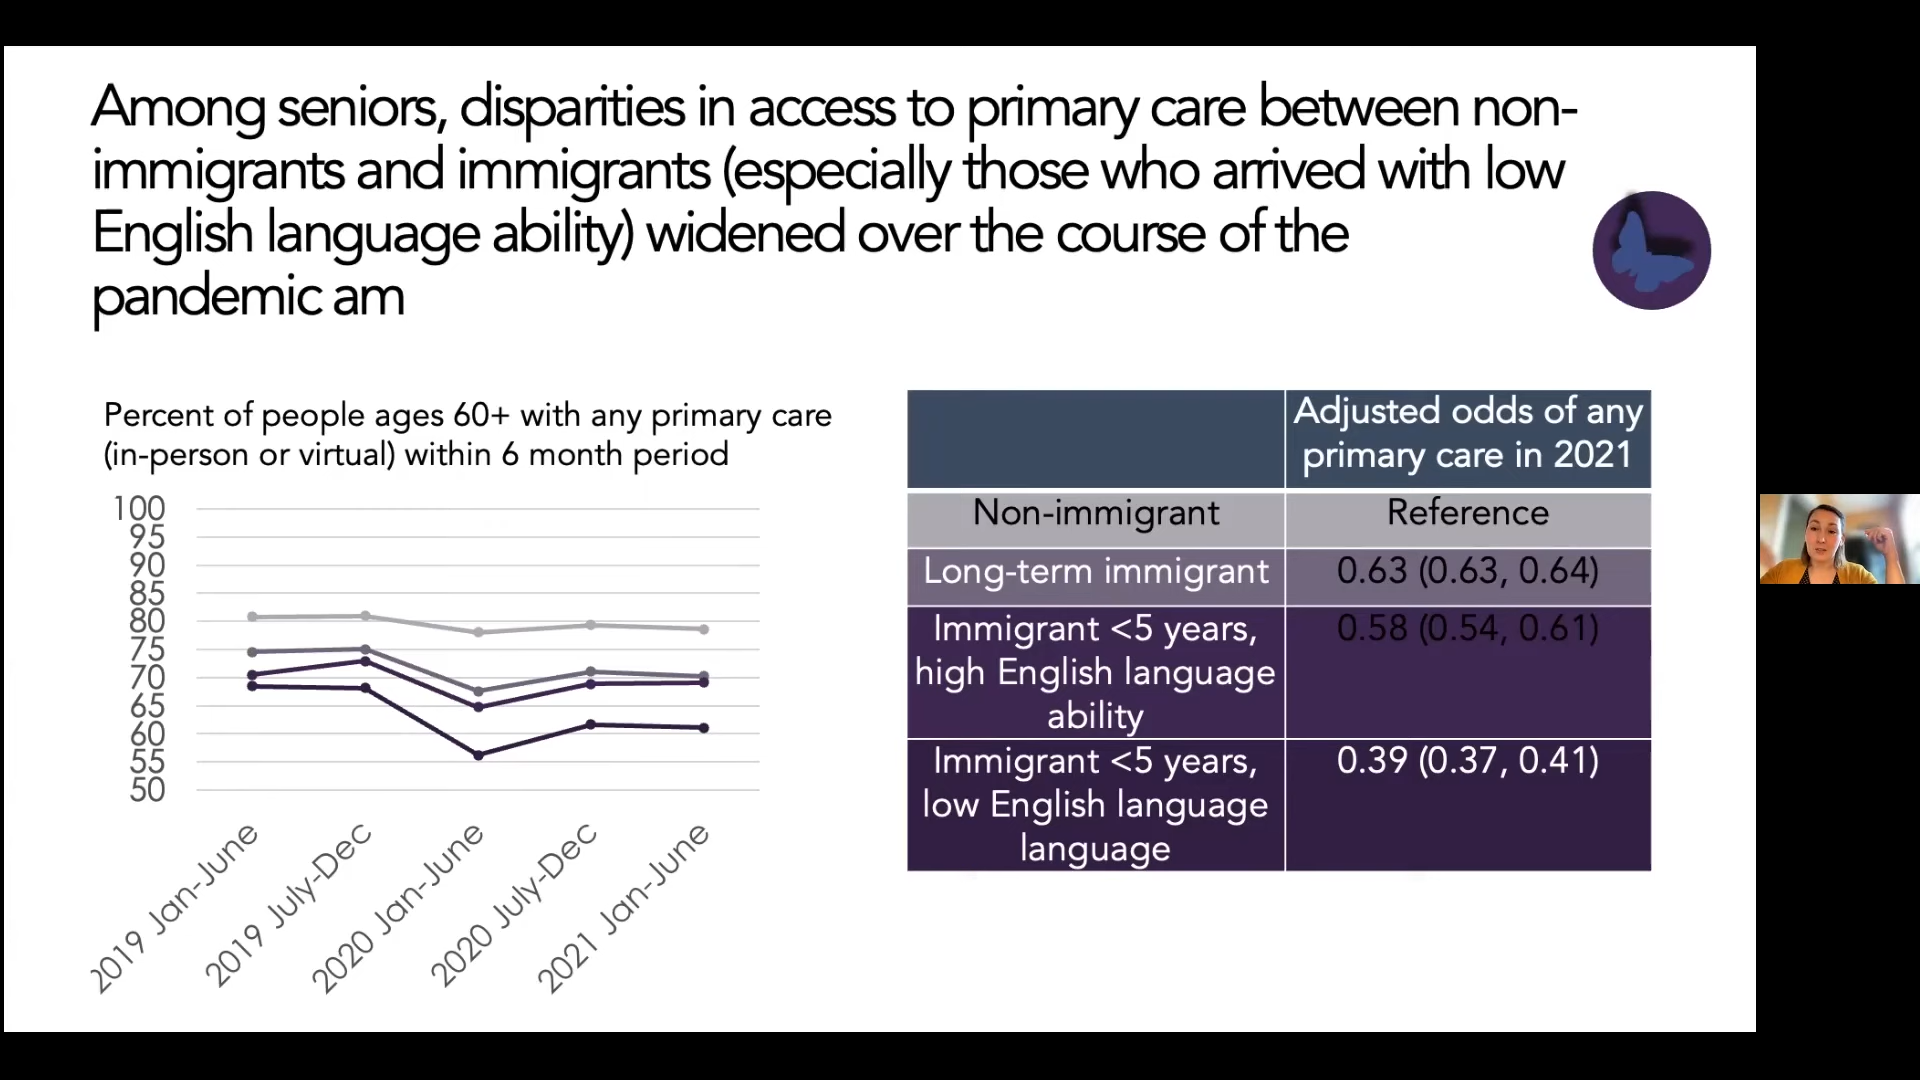 Among seniors, disparities in access to primary care between non-
immigrants and immigrants (especially those who arrived with low
English language ability) widened over the course of the
pandemic am
Percent of people ages 60+ with any primary care
(in-person or virtual) within 6 month period
100
95
90
85
80
75
70
65
60
55
50
2019 Jan-June
2019 July-Dec
2020 Jan-June
2020 July-Dec
2021 Jan-June
Adjusted odds of any
primary care in 2021
Non-immigrant
Reference
Long-term immigrant
0.63 (0.63, 0.64)
Immigrant <5 years,
high English language
ability
0.58 (0.54, 0.61)
Immigrant <5 years,
low English language
language
0.39 (0.37, 0.41)